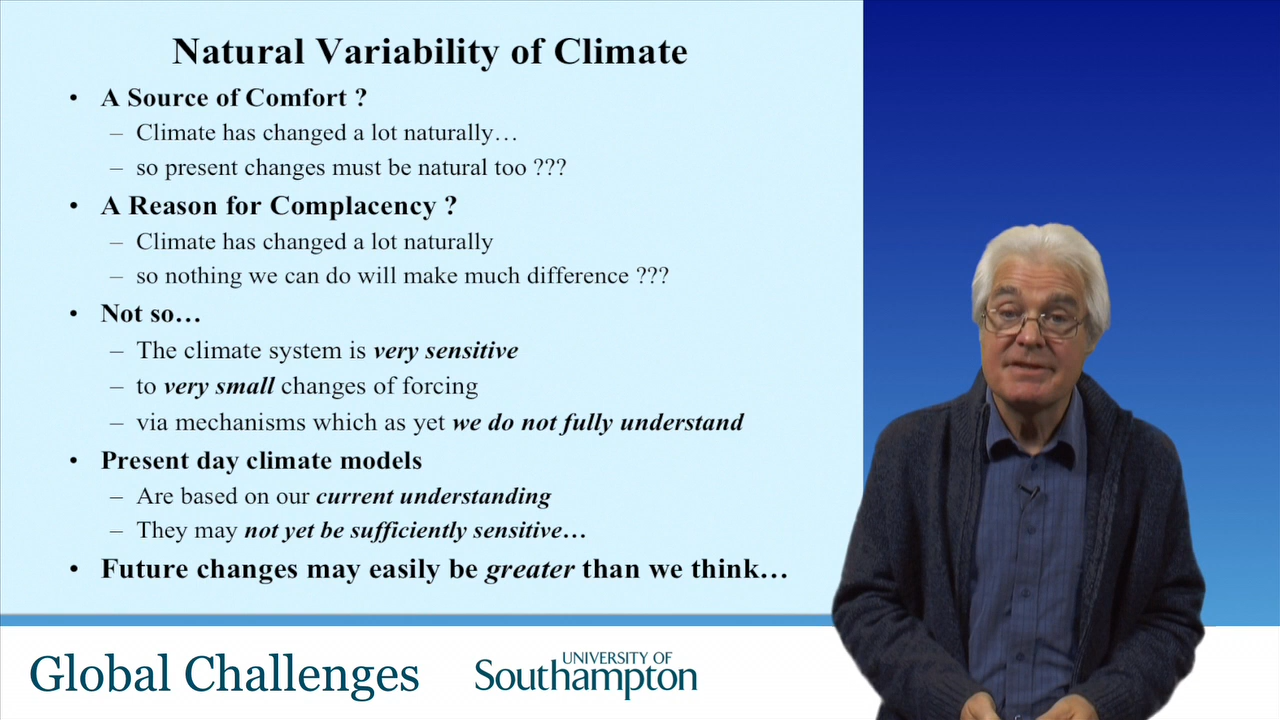 Natural Variability of Climate
• A Source of Comfort ?
– Climate has changed a lot naturally…
– so present changes must be natural too ???
• A Reason for Complacency ?
– Climate has changed a lot naturally
– so nothing we can do will make much difference ???
• Not so…
– The climate system is very sensitive
– to very small changes of forcing
– via mechanisms which as yet we do not fully understand
• Present day climate models
– Are based on our current understanding
– They may not yet be sufficiently sensitive…
• Future changes may easily be greater than we think…
Global Challenges
UNIVERSITY OF
Southampton